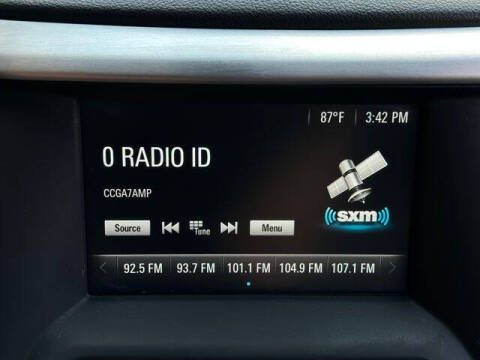 87°F 3:42 PM
0 RADIO ID
CCGA7AMP
((sxm))
Source Tune Menu
92.5 FM 93.7 FM 101.1 FM 104.9 FM 107.1 FM